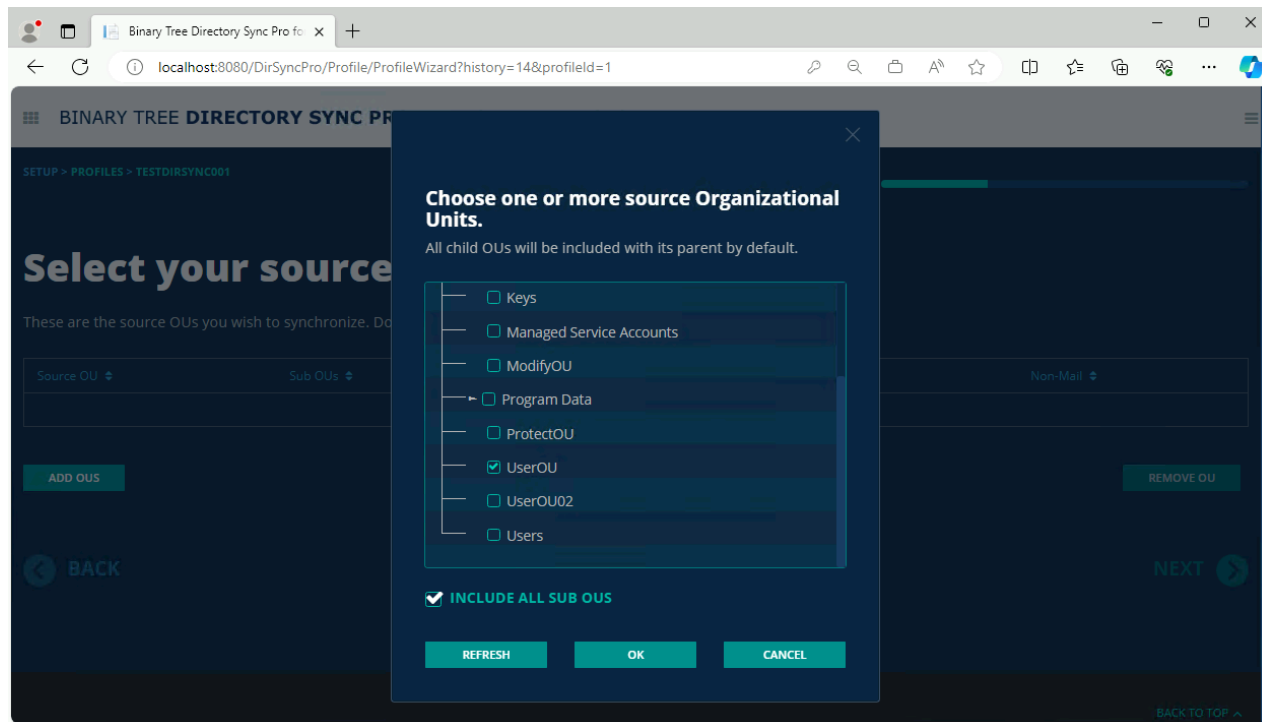 Binary Tree Directory Sync Pro fo
localhost:8080/DirSyncPro/Profile/ProfileWizard?history=14&profileId=1
BINARY TREE DIRECTORY SYNC PR
SETUP > PROFILES > TESTDIRSYNC001
Select your source
These are the source OUs you wish to synchronize. Do
Source OU Sub OUs Non-Mail
ADD OUS
REMOVE OU
BACK
NEXT
Choose one or more source Organizational
Units.
All child OUs will be included with its parent by default.
Keys
Managed Service Accounts
ModifyOU
Program Data
ProtectOU
UserOU
UserOU02
Users
INCLUDE ALL SUB OUS
REFRESH OK CANCEL
BACK TO TOP